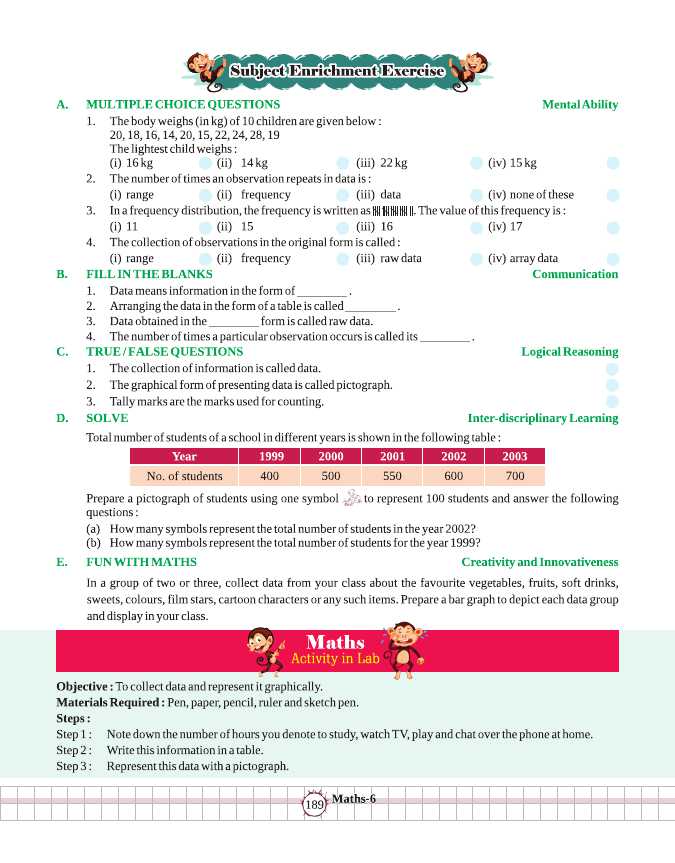 Subject Enrichment Exercise
A. MULTIPLE CHOICE QUESTIONS Mental Ability
1. The body weighs (in kg) of 10 children are given below :
20, 18, 16, 14, 20, 15, 22, 24, 28, 19
The lightest child weighs :
(i) 16 kg (ii) 14 kg (iii) 22 kg (iv) 15 kg
2. The number of times an observation repeats in data is :
(i) range (ii) frequency (iii) data (iv) none of these
3. In a frequency distribution, the frequency is written as . The value of this frequency is :
(i) 11 (ii) 15 (iii) 16 (iv) 17
4. The collection of observations in the original form is called :
(i) range (ii) frequency (iii) raw data (iv) array data
B. FILL IN THE BLANKS Communication
1. Data means information in the form of ________ .
2. Arranging the data in the form of a table is called ________ .
3. Data obtained in the ________ form is called raw data.
4. The number of times a particular observation occurs is called its ________ .
C. TRUE / FALSE QUESTIONS Logical Reasoning
1. The collection of information is called data.
2. The graphical form of presenting data is called pictograph.
3. Tally marks are the marks used for counting.
D. SOLVE Inter-disciplinary Learning
Total number of students of a school in different years is shown in the following table :
Year 1999 2000 2001 2002 2003
No. of students 400 500 550 600 700
Prepare a pictograph of students using one symbol to represent 100 students and answer the following
questions :
(a) How many symbols represent the total number of students in the year 2002?
(b) How many symbols represent the total number of students for the year 1999?
E. FUN WITH MATHS Creativity and Innovativeness
In a group of two or three, collect data from your class about the favourite vegetables, fruits, soft drinks,
sweets, colours, film stars, cartoon characters or any such items. Prepare a bar graph to depict each data group
and display in your class.
Maths
Activity in Lab
Objective : To collect data and represent it graphically.
Materials Required : Pen, paper, pencil, ruler and sketch pen.
Steps :
Step 1 : Note down the number of hours you denote to study, watch TV, play and chat over the phone at home.
Step 2 : Write this information in a table.
Step 3 : Represent this data with a pictograph.
189 Maths-6